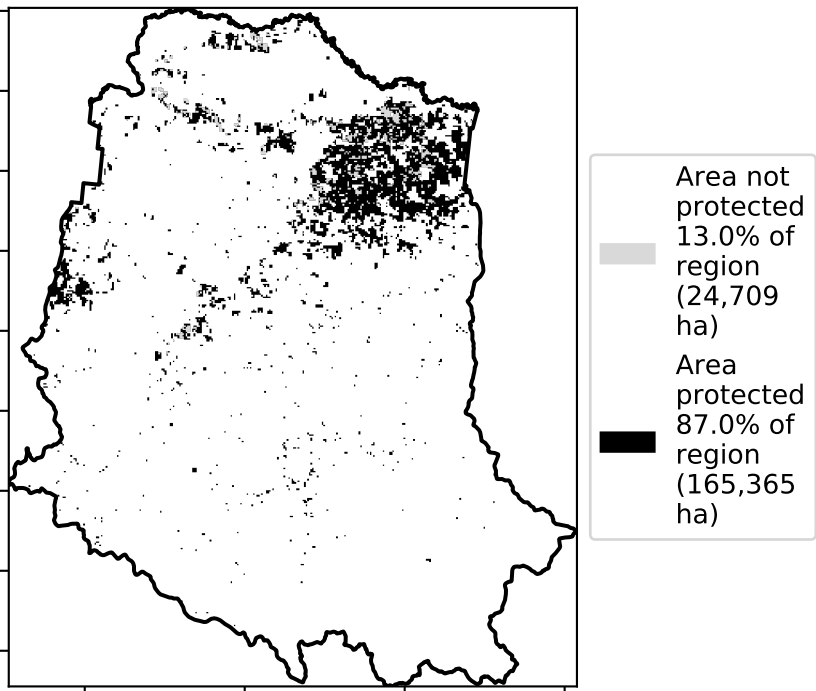 Area not
protected
13.0% of
region
(24,709
ha)
Area
protected
87.0% of
region
(165,365
ha)